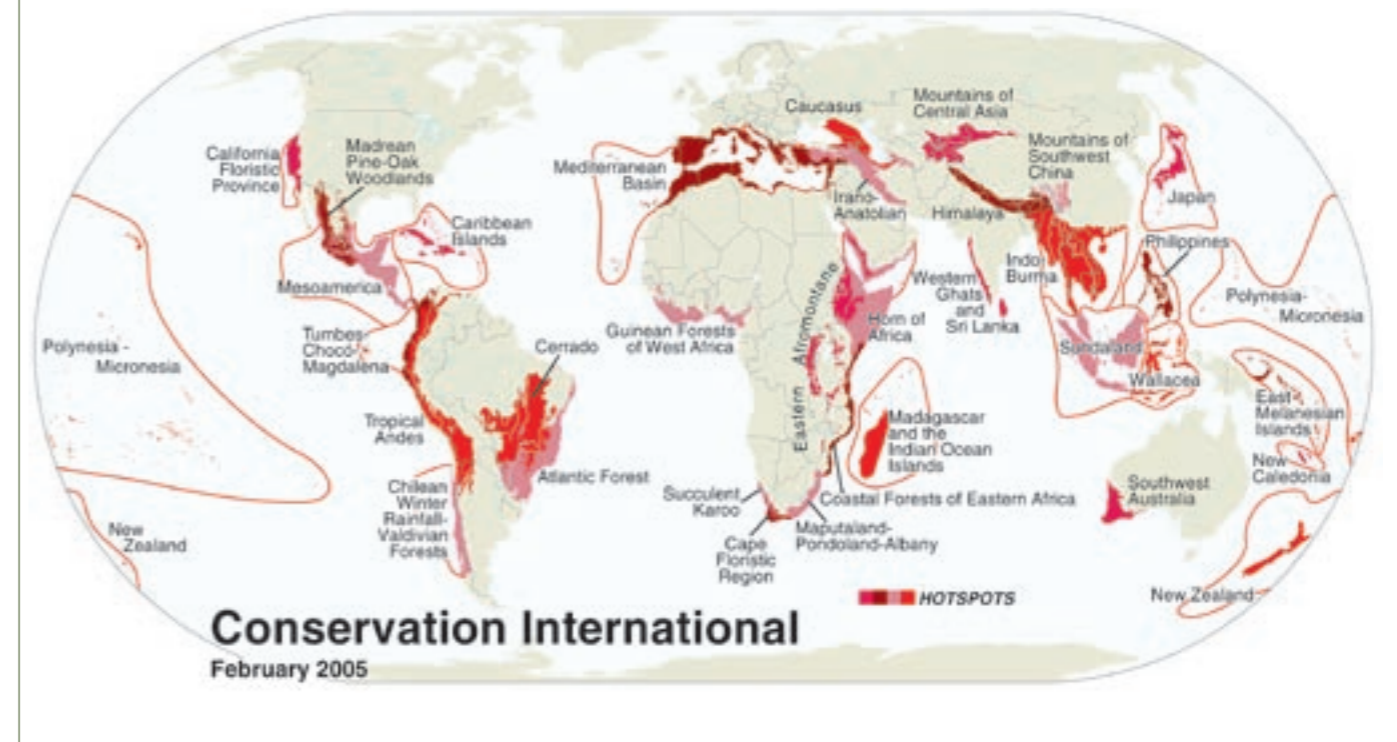 Caucasus
Mountains of
Central Asia
Mountains of
Southwest
China
California
Floristic
Province
Madrean
Pine-Oak
Woodlands
Mediterranean
Basin
Irano-
Anatolian
Himalaya
Japan
Caribbean
Islands
Mesoamerica
Western
Ghats
and
Sri Lanka
Indo-
Burma
Philippines
Polynesia-
Micronesia
Tumbes-
Chocó-
Magdalena
Guinean Forests
of West Africa
Horn of
Africa
Eastern Afromontane
Cerrado
Polynesia -
Micronesia
Sundaland
Wallacea
East
Melanesian
Islands
Tropical
Andes
Madagascar
and the
Indian Ocean
Islands
Atlantic Forest
New
Caledonia
Southwest
Australia
Chilean
Winter
Rainfall-
Valdivian
Forests
Succulent
Karoo
Coastal Forests of Eastern Africa
Maputaland-
Pondoland-Albany
Cape
Floristic
Region
New
Zealand
New Zealand
HOTSPOTS
Conservation International
February 2005